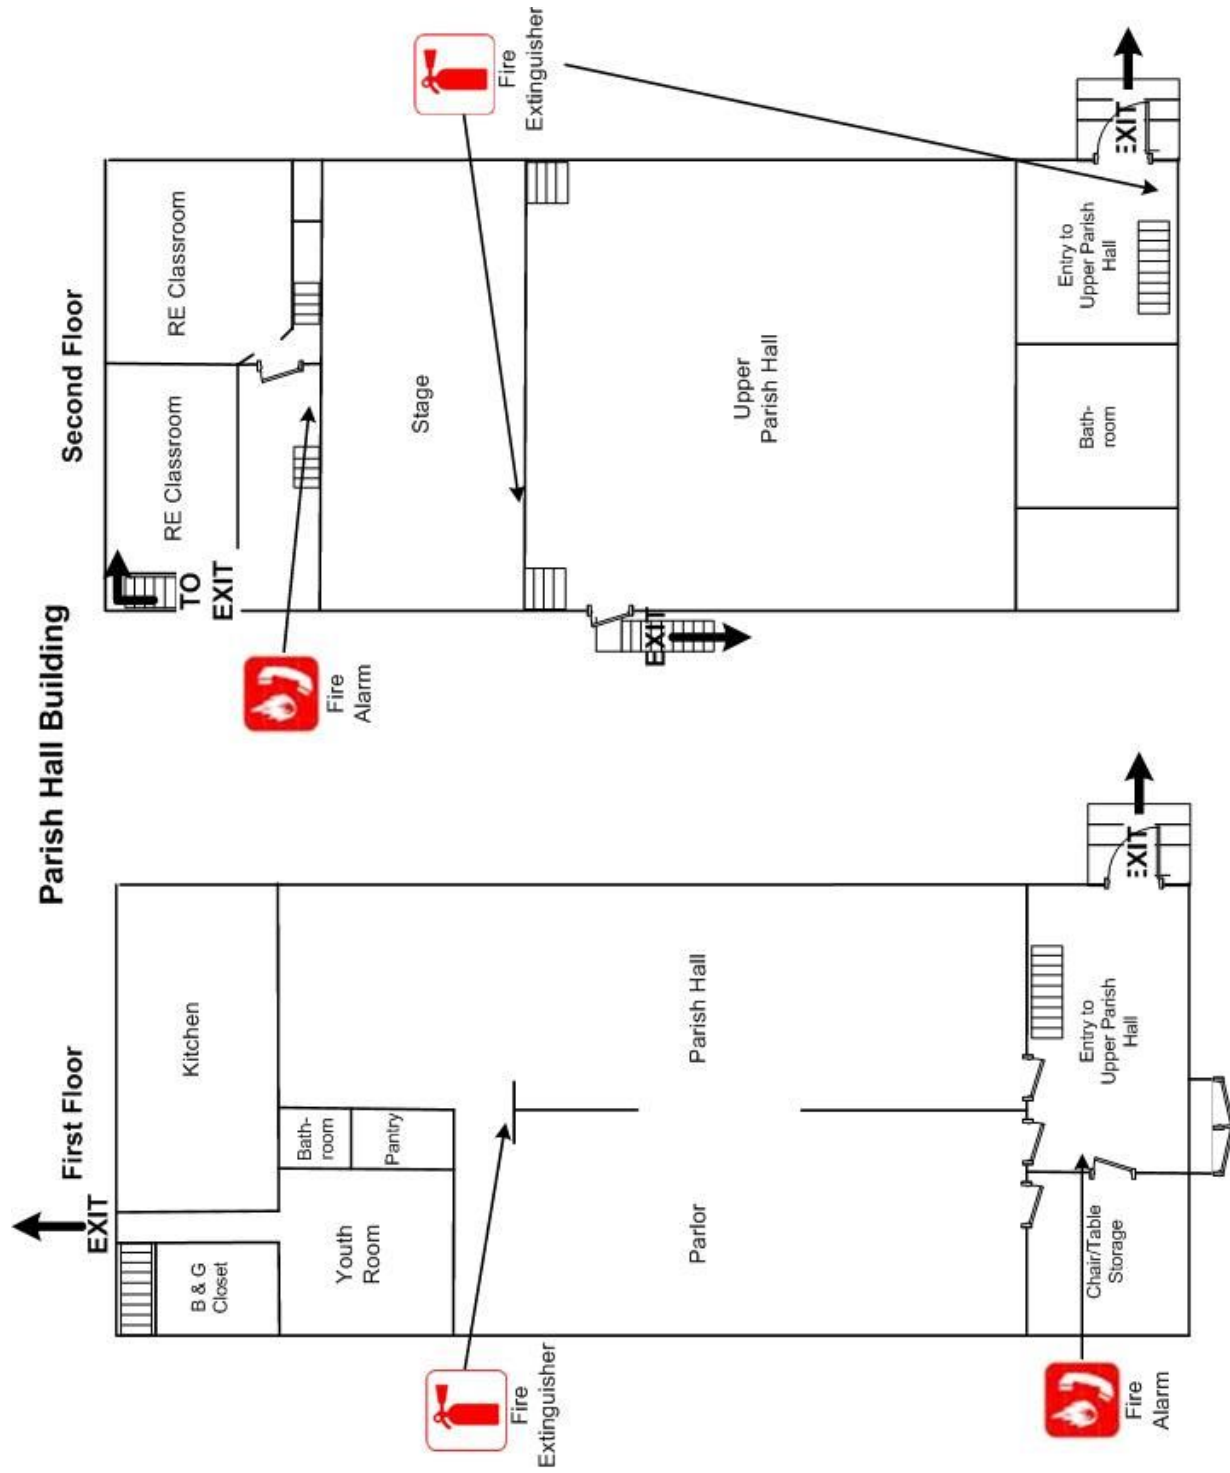 Parish Hall Building
First Floor
EXIT
Kitchen
B & G
Closet
Bath-
room
Pantry
Youth
Room
Fire
Extinguisher
Parlor
Parish Hall
Chair/Table
Storage
Entry to
Upper Parish
Hall
EXIT
Fire
Alarm
Second Floor
RE Classroom
RE Classroom
TO
EXIT
Fire
Alarm
Stage
Fire
Extinguisher
EXIT
Upper
Parish Hall
Bath-
room
Entry to
Upper Parish
Hall
EXIT